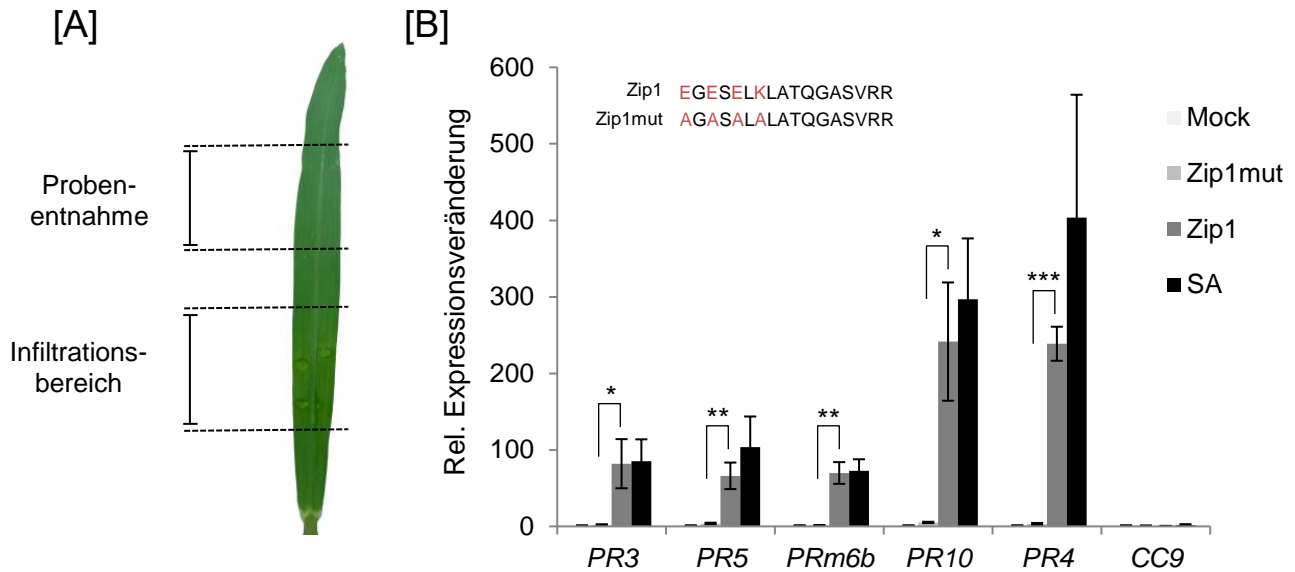 [A]
Proben-
entnahme
Infiltrations-
bereich
[B]
Rel. Expressionsveränderung
600
500
400
300
200
100
0
Zip1 EGESELKLATQGASVRR
Zip1mut AGASALALATQGASVRR
* ** ** * ***
PR3 PR5 PRm6b PR10 PR4 CC9
Mock
Zip1mut
Zip1
SA